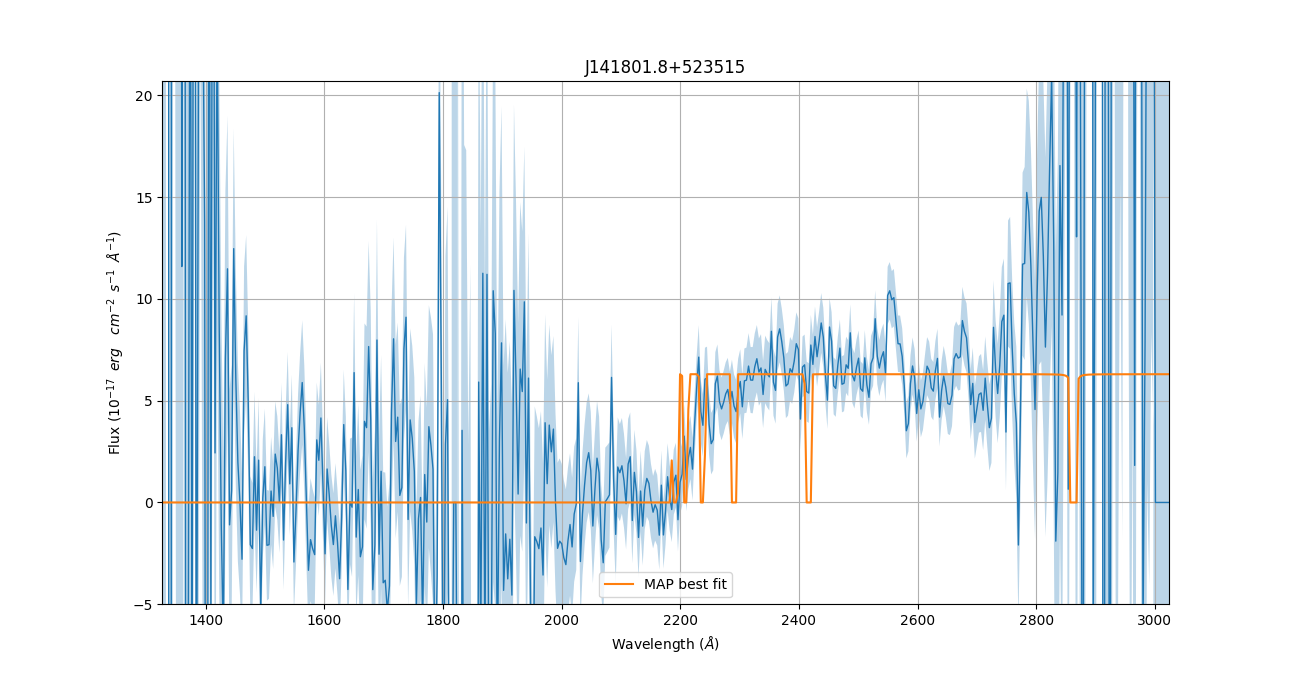 J141801.8+523515
Flux (10⁻¹⁷ erg cm⁻² s⁻¹ Å⁻¹)
20
15
10
5
0
−5
MAP best fit
1400 1600 1800 2000 2200 2400 2600 2800 3000
Wavelength (Å)